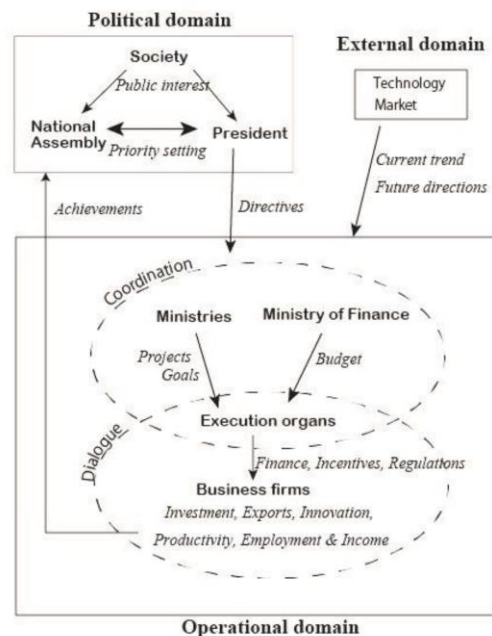 Political domain
Society
Public interest
National
Assembly
President
Priority setting
External domain
Technology
Market
Current trend
Future directions
Achievements
Directives
Coordination
Ministries
Ministry of Finance
Projects
Goals
Budget
Execution organs
Dialogue
Finance, Incentives, Regulations
Business firms
Investment, Exports, Innovation,
Productivity, Employment & Income
Operational domain